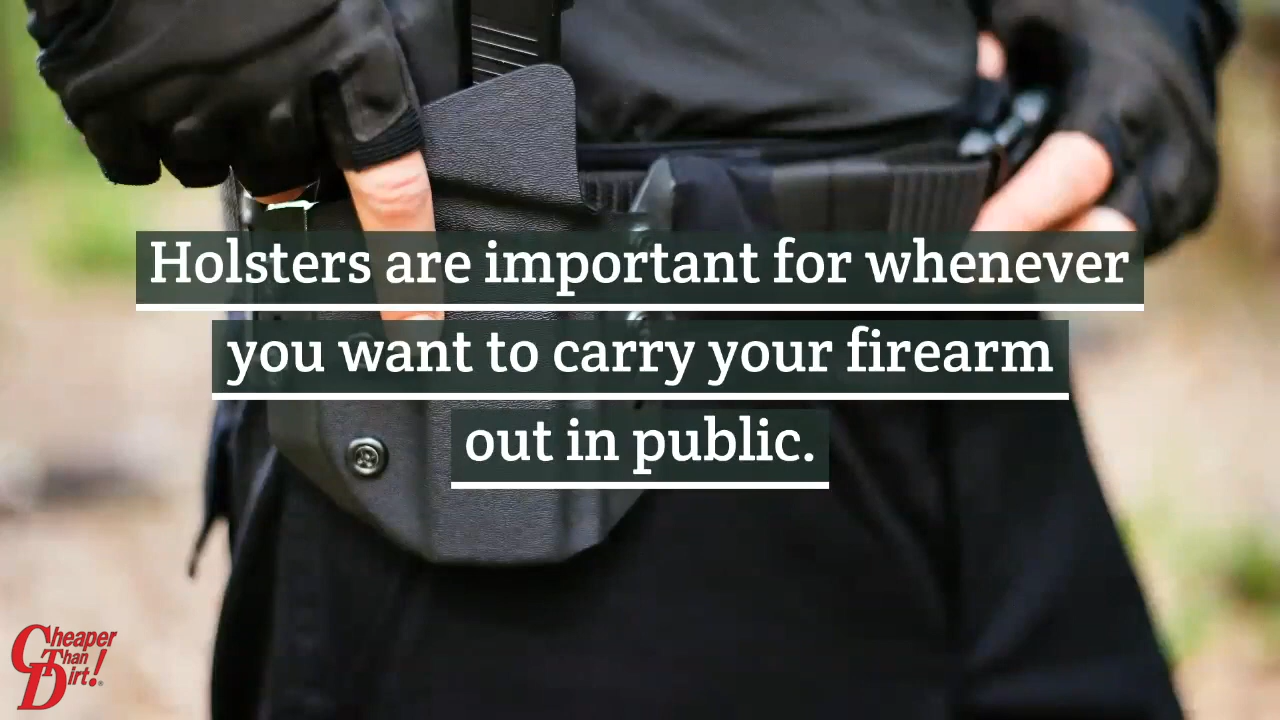 Holsters are important for whenever
you want to carry your firearm
out in public.
Cheaper
Than
Dirt!